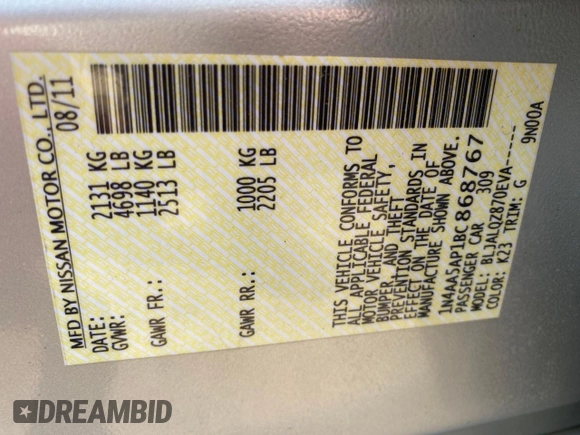 MFD BY NISSAN MOTOR CO., LTD.
DATE: 08/11
GVWR: 2131 KG
4698 LB
GAWR FR.: 1140 KG
2513 LB
GAWR RR.: 1000 KG
2205 LB
THIS VEHICLE CONFORMS TO
ALL APPLICABLE FEDERAL
MOTOR VEHICLE SAFETY,
BUMPER, AND THEFT
PREVENTION STANDARDS IN
EFFECT ON THE DATE OF
MANUFACTURE SHOWN ABOVE.
1N4AA5AP1BC868767
PASSENGER CAR 309
MODEL: BLJALQ2870EVA------
COLOR: K23 TRIM: G 9N00A
DREAMBID